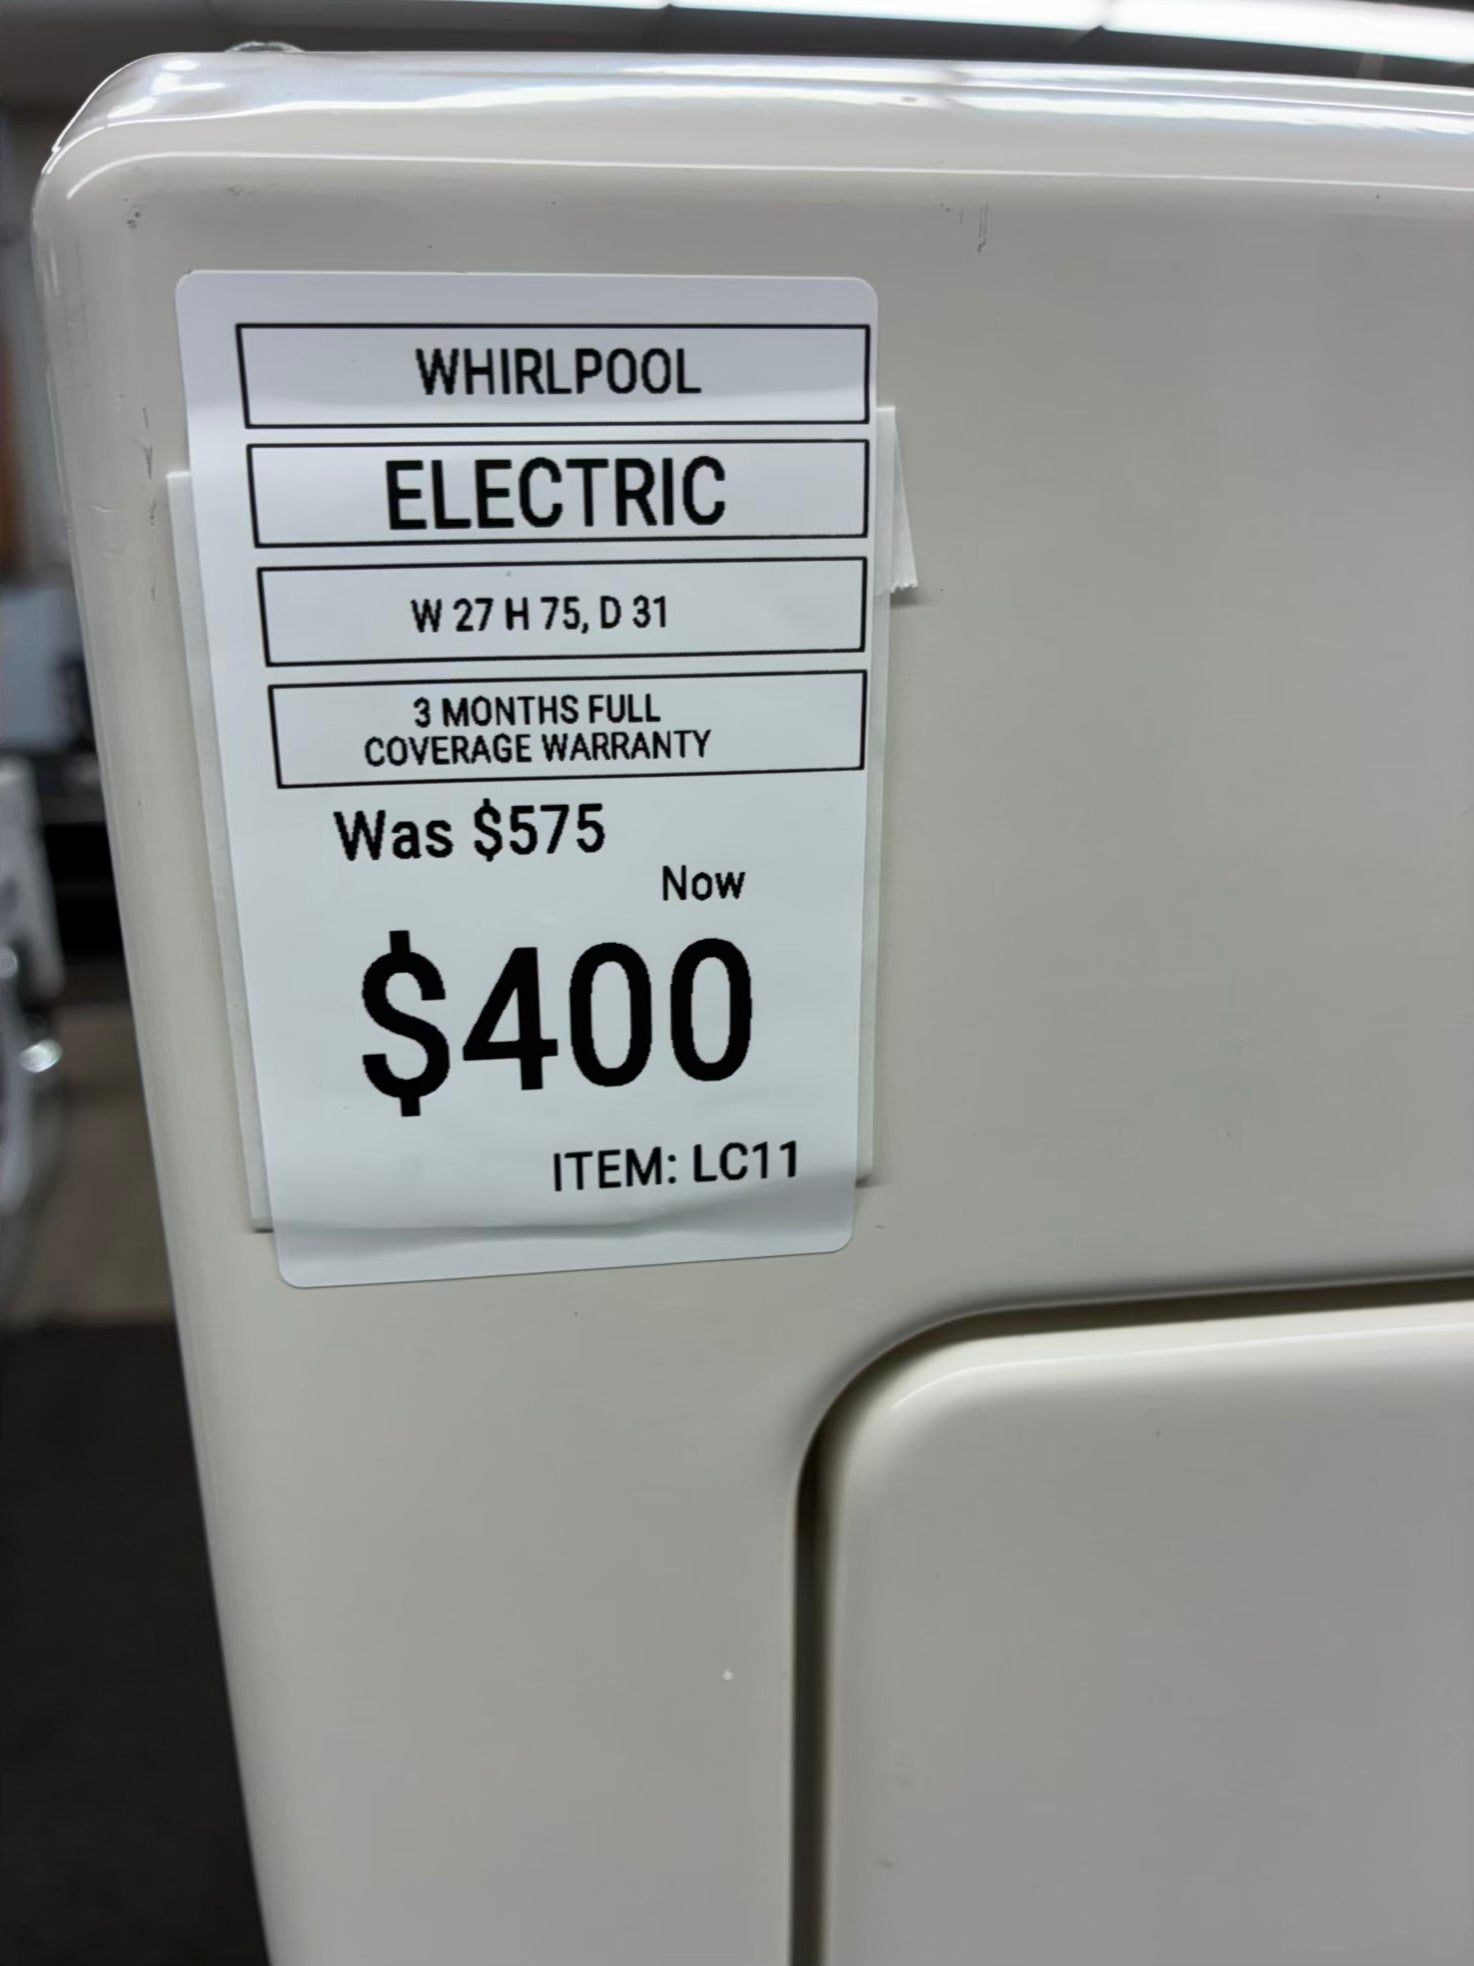 WHIRLPOOL
ELECTRIC
W 27 H 75, D 31
3 MONTHS FULL
COVERAGE WARRANTY
Was $575
Now
$400
ITEM: LC11